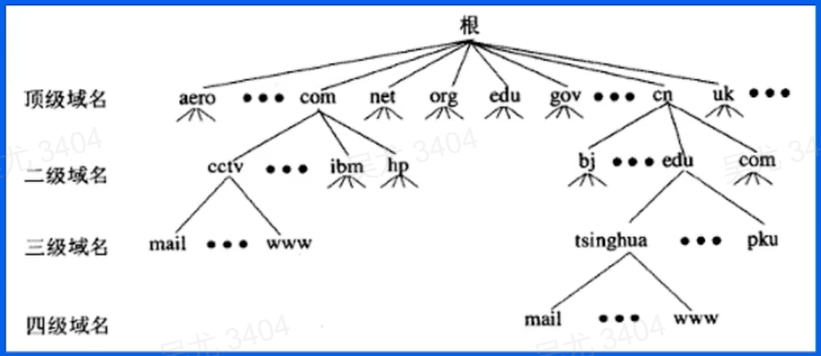 根
顶级域名 aero ●●● com net org edu gov ●●● cn uk ●●●
二级域名 cctv ●●● ibm hp bj ●●● edu com
三级域名 mail ●●● www tsinghua ●●● pku
四级域名 mail ●●● www